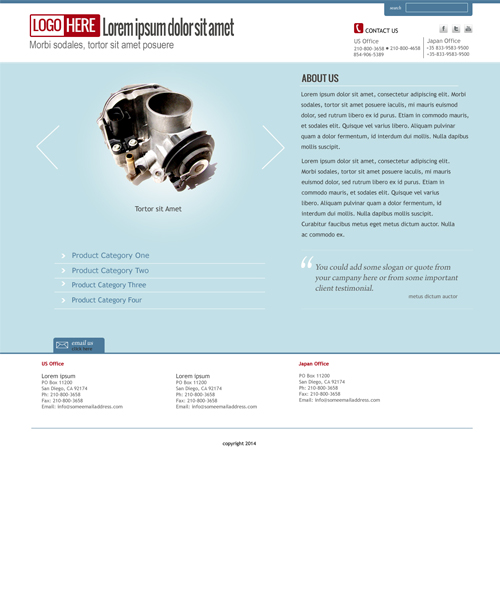 search
LOGO HERE Lorem ipsum dolor sit amet
Morbi sodales, tortor sit amet posuere
CONTACT US
US Office
210-800-3658 • 210-800-4658
854-906-5389
Japan Office
+35 833-9583-9500
+35-833-9583-9500
ABOUT US
Lorem ipsum dolor sit amet, consectetur adipiscing elit. Morbi
sodales, tortor sit amet posuere iaculis, mi mauris euismod
dolor, sed rutrum libero ex id purus. Etiam in commodo mauris,
et sodales elit. Quisque vel varius libero. Aliquam pulvinar
quam a dolor fermentum, id interdum dui mollis. Nulla dapibus
mollis suscipit.
Lorem ipsum dolor sit amet, consectetur adipiscing elit.
Morbi sodales, tortor sit amet posuere iaculis, mi mauris
euismod dolor, sed rutrum libero ex id purus. Etiam in
commodo mauris, et sodales elit. Quisque vel varius
libero. Aliquam pulvinar quam a dolor fermentum, id
interdum dui mollis. Nulla dapibus mollis suscipit.
Curabitur faucibus metus eget metus dictum auctor. Nulla
ac commodo ex.
Tortor sit Amet
Product Category One
Product Category Two
Product Category Three
Product Category Four
“ You could add some slogan or quote from
your campany here or from some important
client testimonial.
metus dictum auctor
email us
click here
US Office
Lorem ipsum
PO Box 11200
San Diego, CA 92174
Ph: 210-800-3658
Fax: 210-800-3658
Email: info@someemailaddress.com
Lorem ipsum
PO Box 11200
San Diego, CA 92174
Ph: 210-800-3658
Fax: 210-800-3658
Email: info@someemailaddress.com
Japan Office
PO Box 11200
San Diego, CA 92174
Ph: 210-800-3658
Fax: 210-800-3658
Email: info@someemailaddress.com
copyright 2014